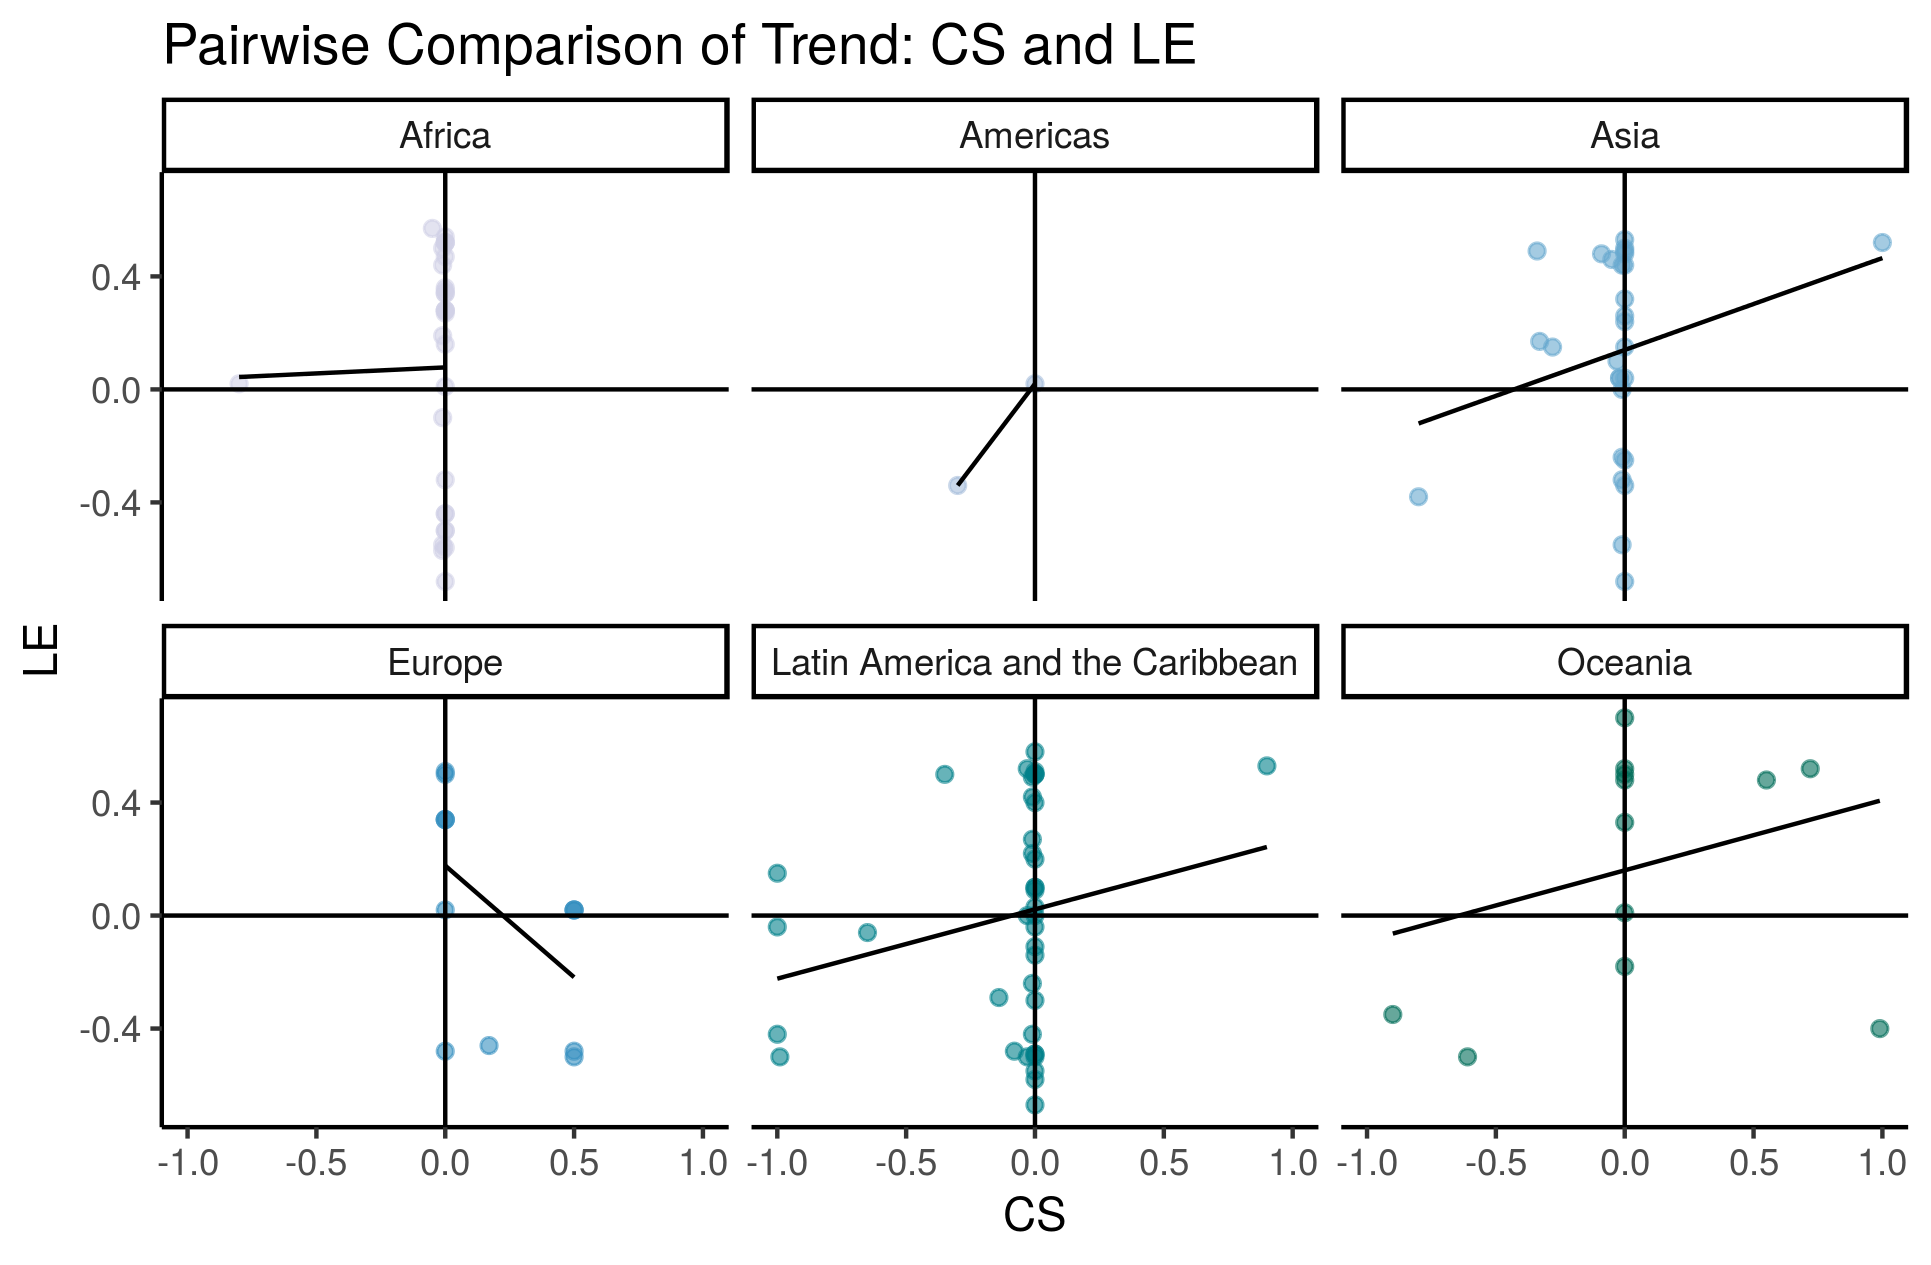 Pairwise Comparison of Trend: CS and LE
Africa Americas Asia
0.4
0.0
-0.4
LE
Europe Latin America and the Caribbean Oceania
0.4
0.0
-0.4
-1.0 -0.5 0.0 0.5 1.0 -1.0 -0.5 0.0 0.5 1.0 -1.0 -0.5 0.0 0.5 1.0
CS